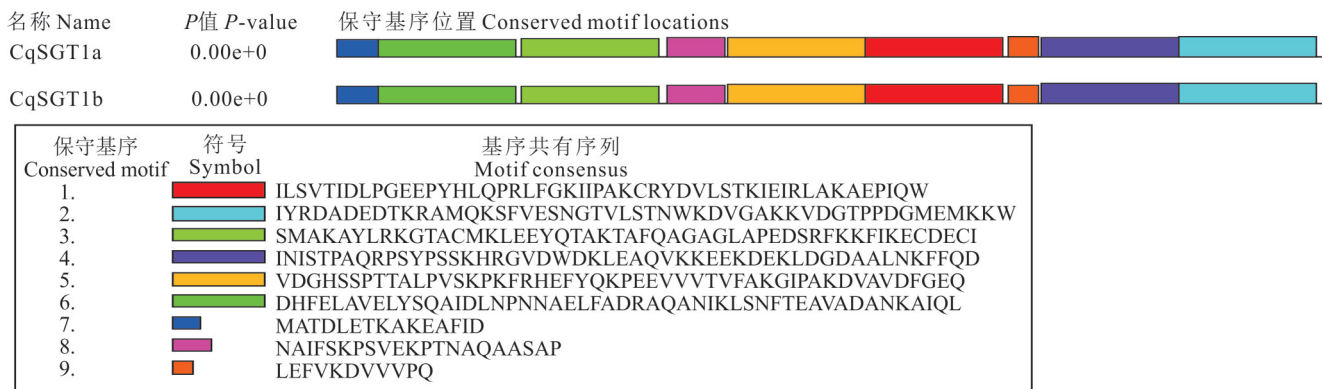 名称 Name P值 P-value 保守基序位置 Conserved motif locations
CqSGT1a 0.00e+0
CqSGT1b 0.00e+0
保守基序 符号 基序共有序列
Conserved motif Symbol Motif consensus
1. ILSVTIDLPGEEPYHLQPRLFGKIIPAKCRYDVLSTKIEIRLAKAEPIQW
2. IYRDADEDTKRAMQKSFVESNGTVLSTNWKDVGAKKVDGTPPDGMEMKKW
3. SMAKAYLRKGTACMKLEEYQTAKTAFQAGAGLAPEDSRFKKFIKECDECI
4. INISTPAQRPSYPSSKHRGVDWDKLEAQVKKEEKDEKLDGDAALNKFFQD
5. VDGHSSPTTALPVSKPKFRHEFYQKPEEVVVTVFAKGIPAKDVAVDFGEQ
6. DHFELAVELYSQAIDLNPNNAELFADRAQANIKLSNFTEAVADANKAIQL
7. MATDLETKAKEAFID
8. NAIFSKPSVEKPTNAQAASAP
9. LEFVKDVVVPQ